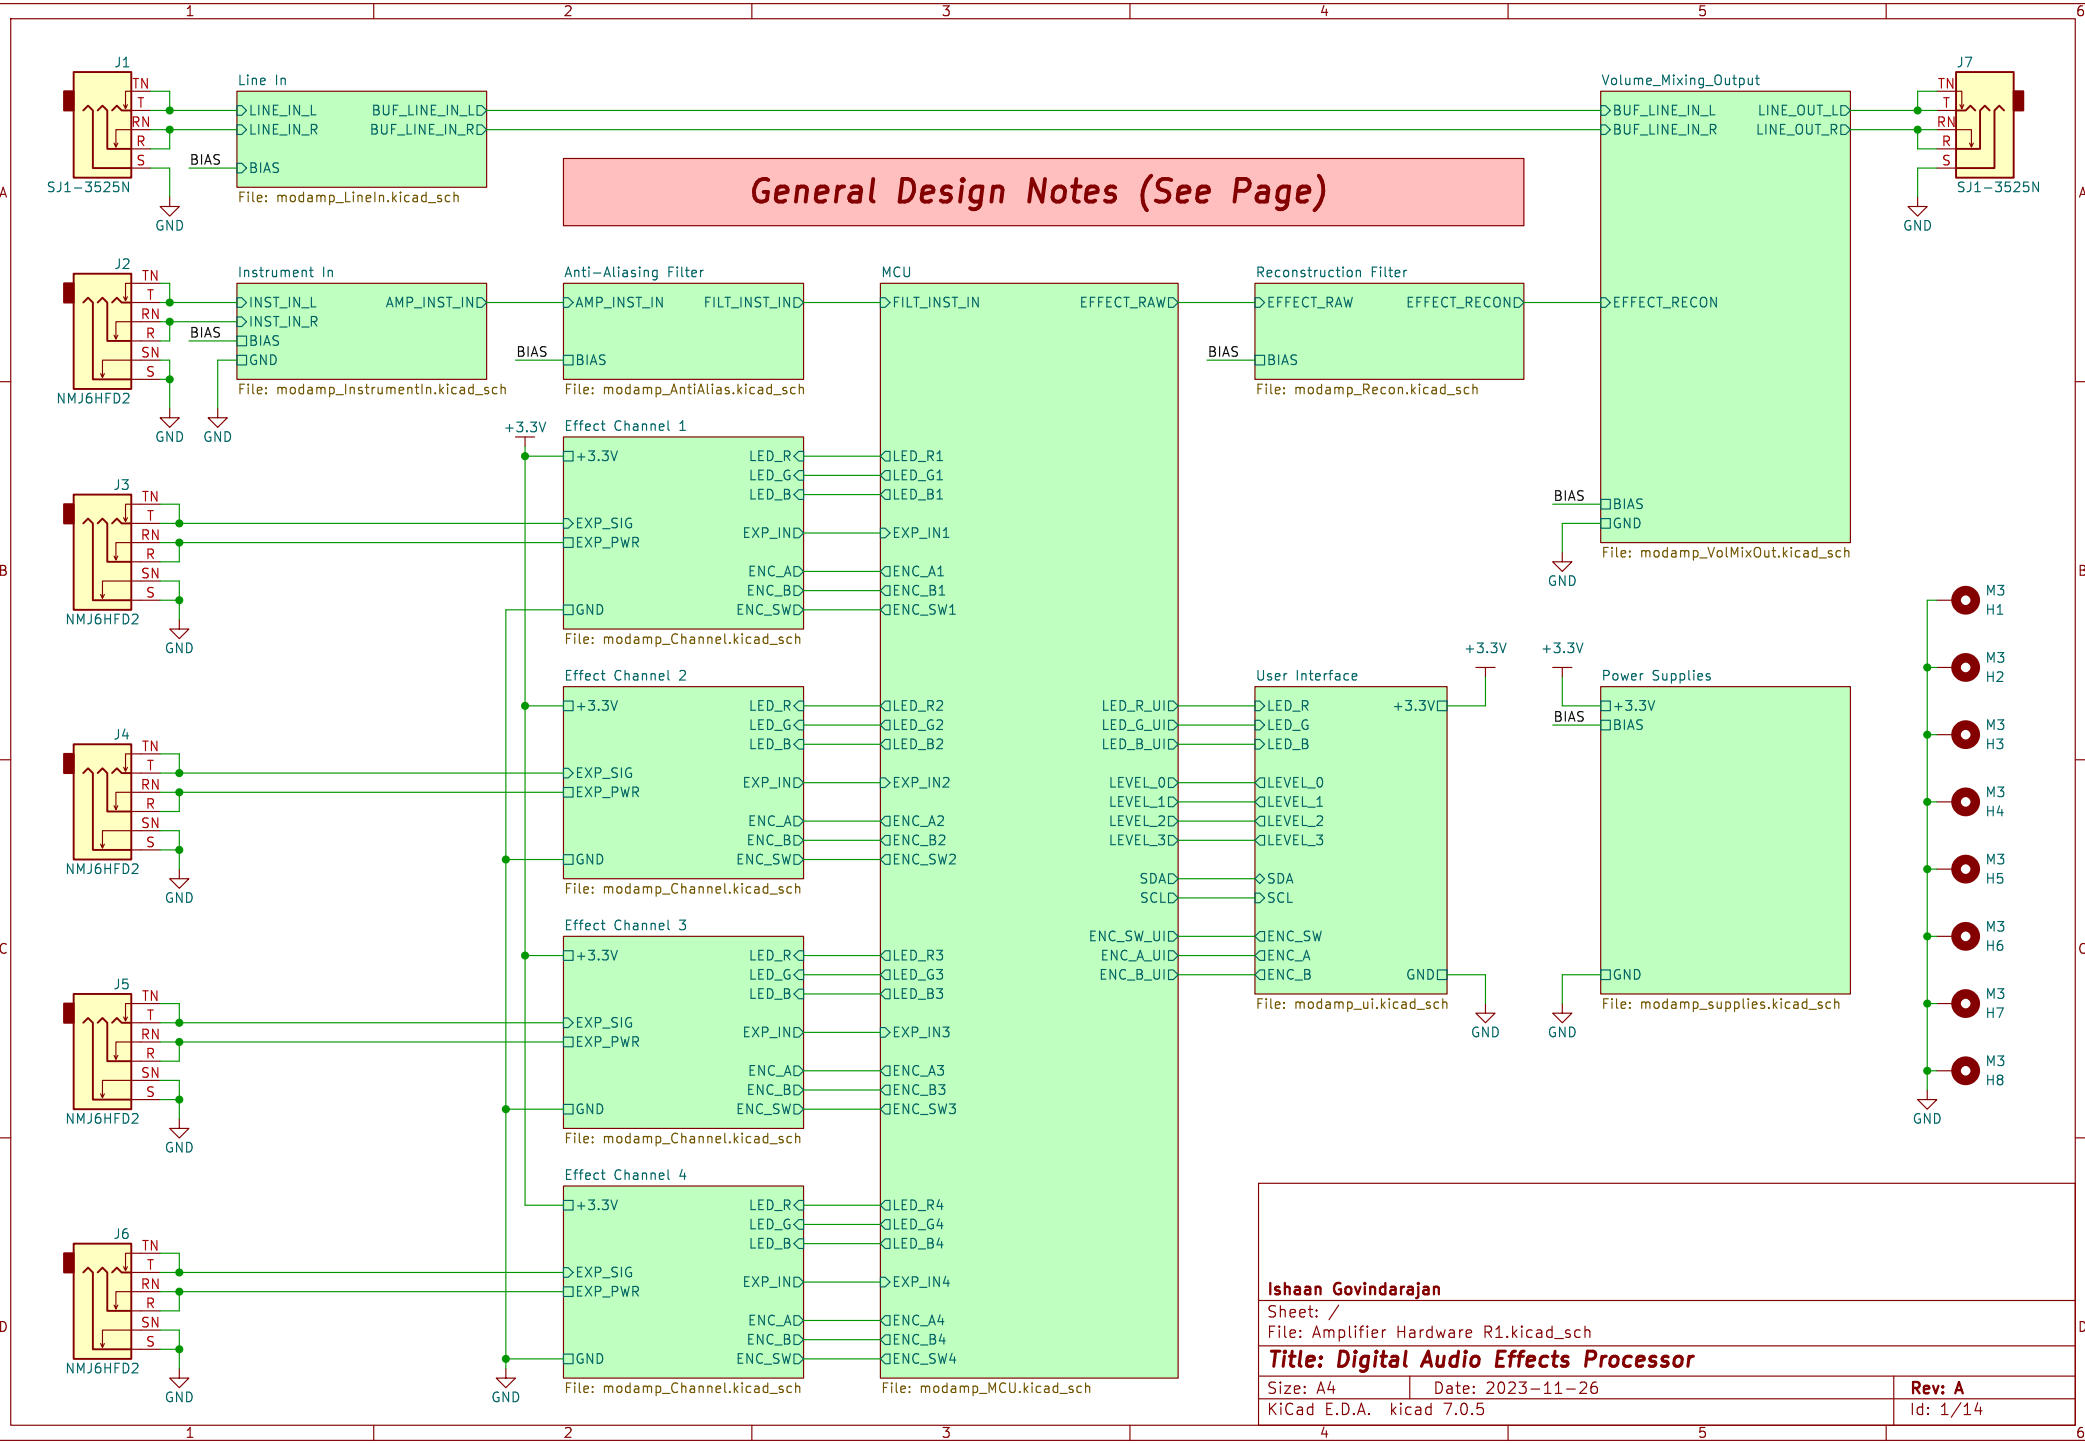 1 2 3 4 5 6
J1
TN
T
RN
R
S
SJ1-3525N
GND
Line In
LINE_IN_L BUF_LINE_IN_L
LINE_IN_R BUF_LINE_IN_R
BIAS BIAS
File: modamp_LineIn.kicad_sch
General Design Notes (See Page)
Volume_Mixing_Output
BUF_LINE_IN_L LINE_OUT_L
BUF_LINE_IN_R LINE_OUT_R
EFFECT_RECON
BIAS BIAS
GND
File: modamp_VolMixOut.kicad_sch
GND
J7
TN
T
RN
R
S
SJ1-3525N
GND
A A
J2
TN
T
RN
R
SN
S
NMJ6HFD2
GND
Instrument In
INST_IN_L AMP_INST_IN
INST_IN_R
BIAS BIAS
GND
File: modamp_InstrumentIn.kicad_sch
GND
Anti-Aliasing Filter
AMP_INST_IN FILT_INST_IN
BIAS BIAS
File: modamp_AntiAlias.kicad_sch
MCU
FILT_INST_IN EFFECT_RAW
LED_R1
LED_G1
LED_B1
EXP_IN1
ENC_A1
ENC_B1
ENC_SW1
LED_R2 LED_R_UI
LED_G2 LED_G_UI
LED_B2 LED_B_UI
EXP_IN2 LEVEL_0
LEVEL_1
ENC_A2 LEVEL_2
ENC_B2 LEVEL_3
ENC_SW2
SDA
SCL
ENC_SW_UI
LED_R3 ENC_A_UI
LED_G3 ENC_B_UI
LED_B3
EXP_IN3
ENC_A3
ENC_B3
ENC_SW3
LED_R4
LED_G4
LED_B4
EXP_IN4
ENC_A4
ENC_B4
ENC_SW4
File: modamp_MCU.kicad_sch
Reconstruction Filter
EFFECT_RAW EFFECT_RECON
BIAS BIAS
File: modamp_Recon.kicad_sch
+3.3V
Effect Channel 1
+3.3V LED_R
LED_G
LED_B
EXP_SIG EXP_IN
EXP_PWR
ENC_A
ENC_B
GND ENC_SW
File: modamp_Channel.kicad_sch
J3
TN
T
RN
R
SN
S
NMJ6HFD2
GND
B B
Effect Channel 2
+3.3V LED_R
LED_G
LED_B
EXP_SIG EXP_IN
EXP_PWR
ENC_A
ENC_B
GND ENC_SW
File: modamp_Channel.kicad_sch
J4
TN
T
RN
R
SN
S
NMJ6HFD2
GND
+3.3V
User Interface
LED_R +3.3V
LED_G
LED_B
LEVEL_0
LEVEL_1
LEVEL_2
LEVEL_3
SDA
SCL
ENC_SW
ENC_A
ENC_B GND
File: modamp_ui.kicad_sch
GND
+3.3V
Power Supplies
+3.3V
BIAS BIAS
GND
File: modamp_supplies.kicad_sch
GND
M3
H1
M3
H2
M3
H3
M3
H4
M3
H5
M3
H6
M3
H7
M3
H8
GND
C C
Effect Channel 3
+3.3V LED_R
LED_G
LED_B
EXP_SIG EXP_IN
EXP_PWR
ENC_A
ENC_B
GND ENC_SW
File: modamp_Channel.kicad_sch
J5
TN
T
RN
R
SN
S
NMJ6HFD2
GND
Effect Channel 4
+3.3V LED_R
LED_G
LED_B
EXP_SIG EXP_IN
EXP_PWR
ENC_A
ENC_B
GND ENC_SW
File: modamp_Channel.kicad_sch
GND
J6
TN
T
RN
R
SN
S
NMJ6HFD2
GND
D D
Ishaan Govindarajan
Sheet: /
File: Amplifier Hardware R1.kicad_sch
Title: Digital Audio Effects Processor
Size: A4 Date: 2023-11-26 Rev: A
KiCad E.D.A. kicad 7.0.5 Id: 1/14
1 2 3 4 5 6